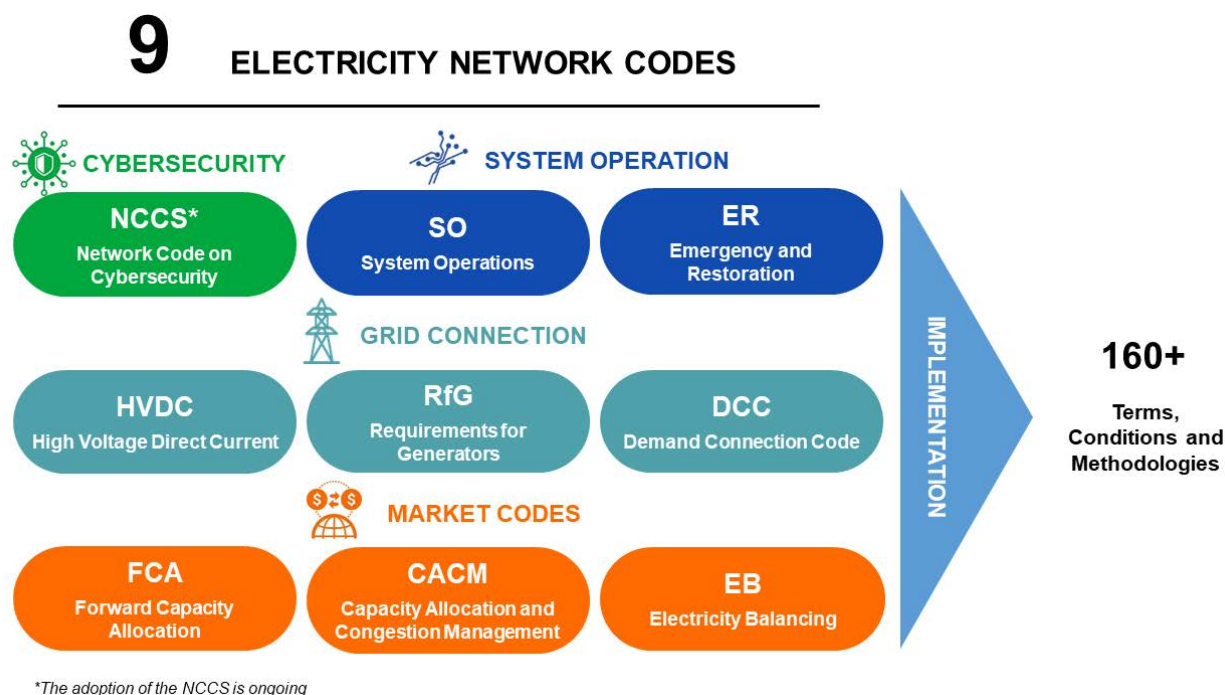 9 ELECTRICITY NETWORK CODES
CYBERSECURITY
SYSTEM OPERATION
NCCS*
Network Code on
Cybersecurity
SO
System Operations
ER
Emergency and
Restoration
GRID CONNECTION
HVDC
High Voltage Direct Current
RfG
Requirements for
Generators
DCC
Demand Connection Code
MARKET CODES
FCA
Forward Capacity
Allocation
CACM
Capacity Allocation and
Congestion Management
EB
Electricity Balancing
IMPLEMENTATION
160+
Terms,
Conditions and
Methodologies
*The adoption of the NCCS is ongoing